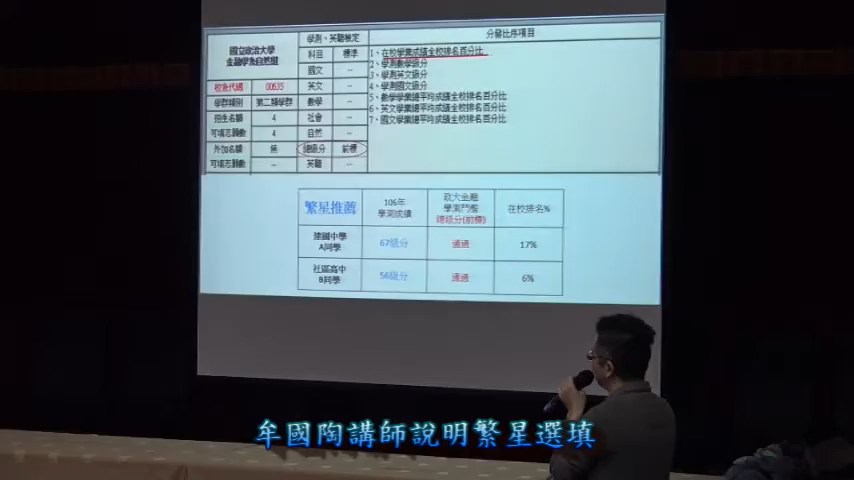 國立政治大學
金融學系自然組
學測、英聽檢定
分發比序項目
科目 標準
1、在校學業成績全校排名百分比
國文 --
2、學測數學級分
3、學測英文級分
校系代碼 00635 英文 --
4、學測國文級分
學群類別 第二類學群 數學 --
5、數學學業總平均成績全校排名百分比
招生名額 4 社會 --
6、英文學業總平均成績全校排名百分比
7、國文學業總平均成績全校排名百分比
可填志願數 4 自然 --
外加名額 無 總級分 前標
可填志願數 -- 英聽 --
繁星推薦
106年
學測成績
政大金融
學測門檻
總級分(前標)
在校排名%
建國中學
A同學
67級分 通過 17%
社區高中
B同學
56級分 通過 6%
牟國陶講師說明繁星選填